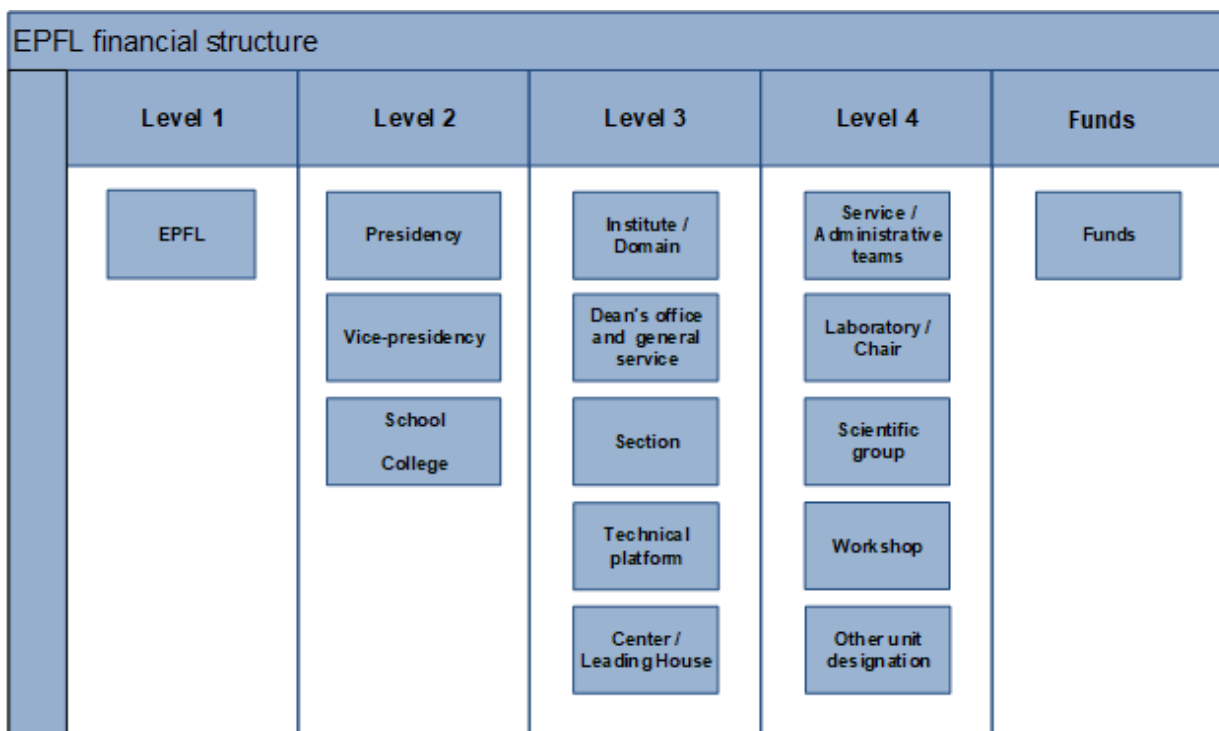 EPFL financial structure
Level 1
Level 2
Level 3
Level 4
Funds
EPFL
Presidency
Vice-presidency
School
College
Institute /
Domain
Dean's office
and general
service
Section
Technical
platform
Center /
Leading House
Service /
Administrative
teams
Laboratory /
Chair
Scientific
group
Workshop
Other unit
designation
Funds